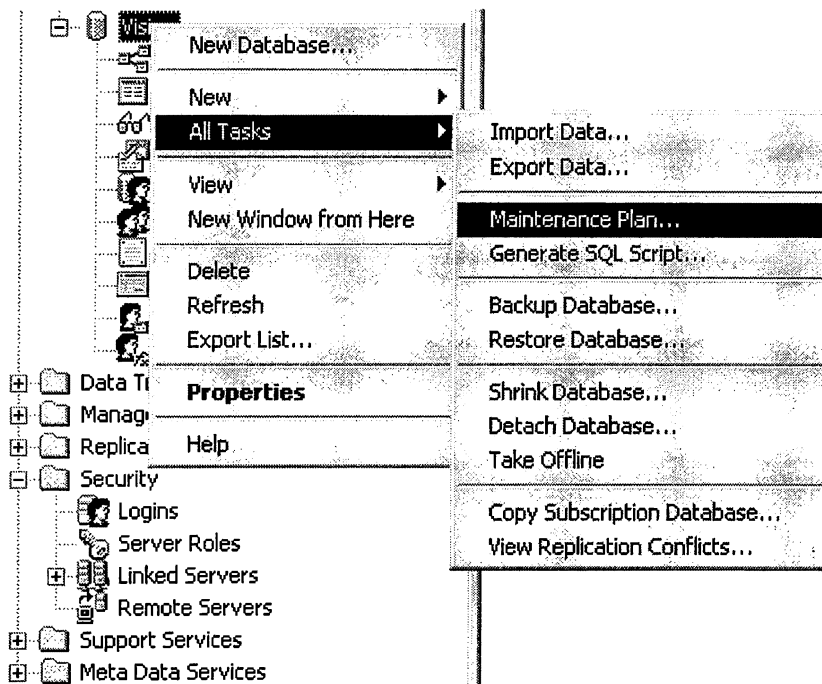 Vis
New Database...
New
All Tasks
View
New Window from Here
Delete
Refresh
Export List...
Properties
Help
Import Data...
Export Data...
Maintenance Plan...
Generate SQL Script...
Backup Database...
Restore Database...
Shrink Database...
Detach Database...
Take Offline
Copy Subscription Database...
View Replication Conflicts...
Data T
Manag
Replica
Security
Logins
Server Roles
Linked Servers
Remote Servers
Support Services
Meta Data Services